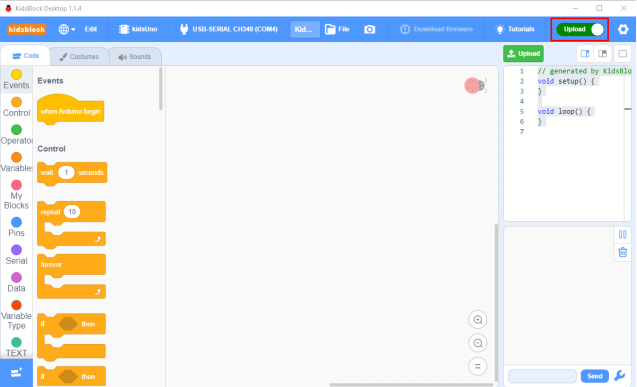 KidsBlock Desktop 1.1.4
kidsblock
Edit
kidsUno
USB-SERIAL CH340 (COM4)
Kid...
File
Download firmware
Tutorials
Upload
Code
Costumes
Sounds
Upload
Events
Control
Operator
Variables
My
Blocks
Pins
Serial
Data
Variable
Type
TEXT
Events
when Arduino begin
Control
wait 1 seconds
repeat 10
forever
if then
if then
1 // generated by KidsBlo
2 void setup() {
3 }
4
5 void loop() {
6 }
7
Send